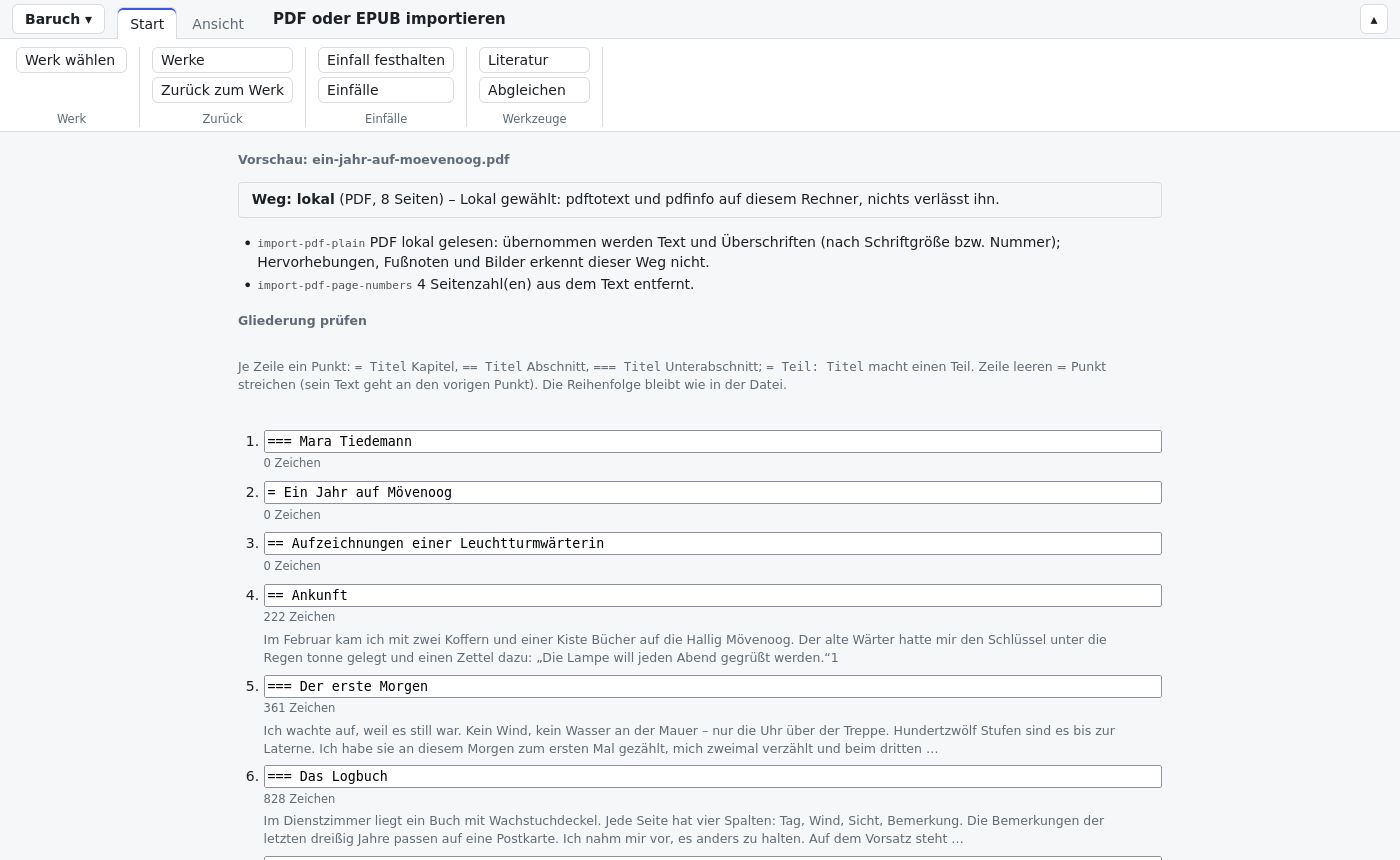 Baruch ▾
Start
Ansicht
PDF oder EPUB importieren
▴
Werk wählen
Werk
Werke
Zurück zum Werk
Zurück
Einfall festhalten
Einfälle
Einfälle
Literatur
Abgleichen
Werkzeuge
Vorschau: ein-jahr-auf-moevenoog.pdf
Weg: lokal (PDF, 8 Seiten) – Lokal gewählt: pdftotext und pdfinfo auf diesem Rechner, nichts verlässt ihn.
• import-pdf-plain PDF lokal gelesen: übernommen werden Text und Überschriften (nach Schriftgröße bzw. Nummer);
Hervorhebungen, Fußnoten und Bilder erkennt dieser Weg nicht.
• import-pdf-page-numbers 4 Seitenzahl(en) aus dem Text entfernt.
Gliederung prüfen
Je Zeile ein Punkt: = Titel Kapitel, == Titel Abschnitt, === Titel Unterabschnitt; = Teil: Titel macht einen Teil. Zeile leeren = Punkt
streichen (sein Text geht an den vorigen Punkt). Die Reihenfolge bleibt wie in der Datei.
1. === Mara Tiedemann
0 Zeichen
2. = Ein Jahr auf Mövenoog
0 Zeichen
3. == Aufzeichnungen einer Leuchtturmwärterin
0 Zeichen
4. == Ankunft
222 Zeichen
Im Februar kam ich mit zwei Koffern und einer Kiste Bücher auf die Hallig Mövenoog. Der alte Wärter hatte mir den Schlüssel unter die
Regen tonne gelegt und einen Zettel dazu: „Die Lampe will jeden Abend gegrüßt werden.“1
5. === Der erste Morgen
361 Zeichen
Ich wachte auf, weil es still war. Kein Wind, kein Wasser an der Mauer – nur die Uhr über der Treppe. Hundertzwölf Stufen sind es bis zur
Laterne. Ich habe sie an diesem Morgen zum ersten Mal gezählt, mich zweimal verzählt und beim dritten …
6. === Das Logbuch
828 Zeichen
Im Dienstzimmer liegt ein Buch mit Wachstuchdeckel. Jede Seite hat vier Spalten: Tag, Wind, Sicht, Bemerkung. Die Bemerkungen der
letzten dreißig Jahre passen auf eine Postkarte. Ich nahm mir vor, es anders zu halten. Auf dem Vorsatz steht …